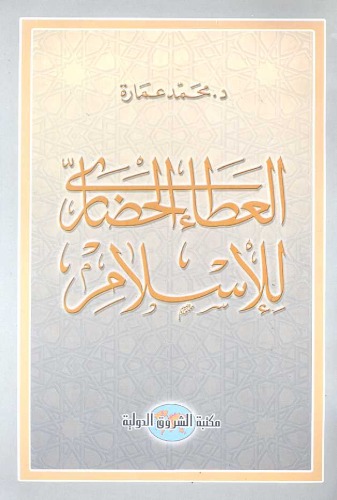 د. محمد عمارة
العطاء الحضاري
للإسلام
مكتبة الشروق الدولية